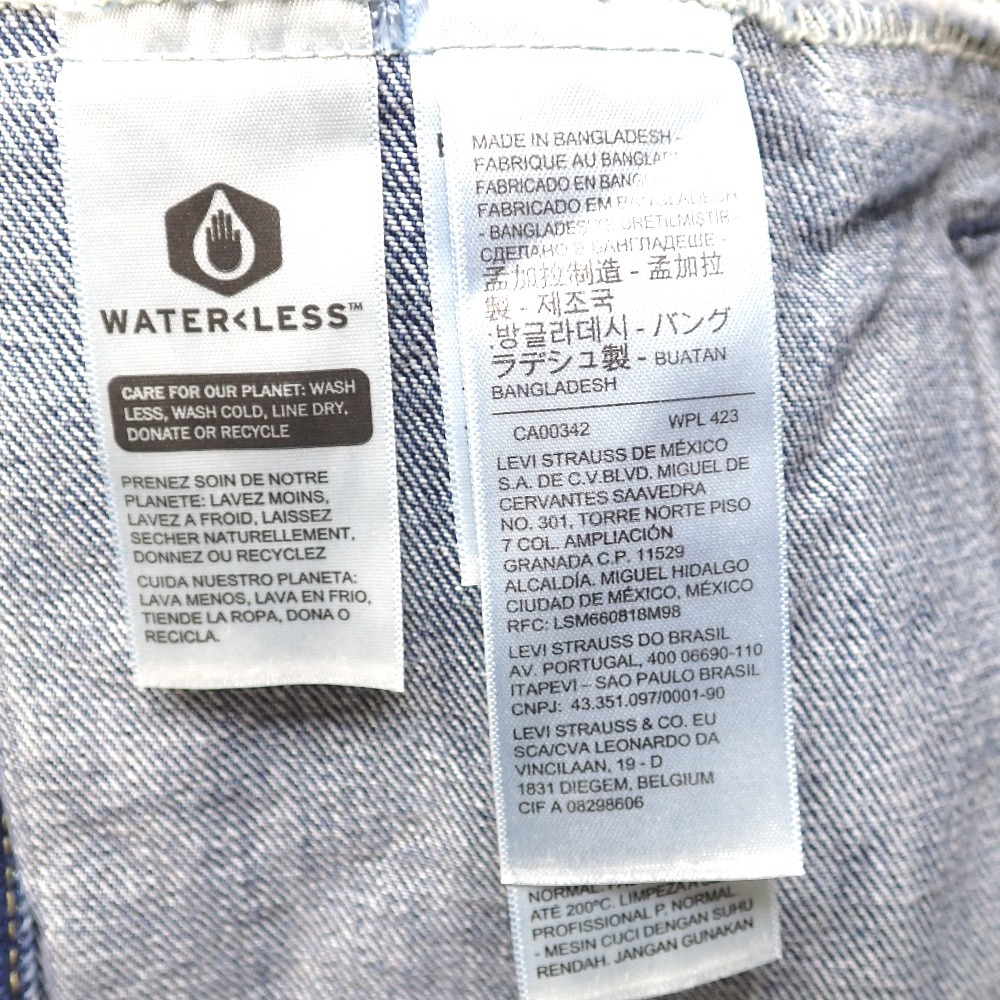 WATER<LESS™
CARE FOR OUR PLANET: WASH
LESS, WASH COLD, LINE DRY,
DONATE OR RECYCLE
PRENEZ SOIN DE NOTRE
PLANETE: LAVEZ MOINS,
LAVEZ A FROID, LAISSEZ
SECHER NATURELLEMENT,
DONNEZ OU RECYCLEZ
CUIDA NUESTRO PLANETA:
LAVA MENOS, LAVA EN FRIO,
TIENDE LA ROPA, DONA O
RECICLA.
MADE IN BANGLADESH -
FABRIQUE AU
FABRICADO EN
FABRICADO EM BANGLADESH
- BANGLADES'TE ÜRETILMISTIR -
СДЕЛАНО В БАНГЛАДЕШЕ -
孟加拉制造 - 孟加拉
製 - 제조국
:방글라데시 - バング
ラデシュ製 - BUATAN
BANGLADESH
CA00342 WPL 423
LEVI STRAUSS DE MÉXICO
S.A. DE C.V.BLVD. MIGUEL DE
CERVANTES SAAVEDRA
NO. 301, TORRE NORTE PISO
7 COL. AMPLIACIÓN
GRANADA C.P. 11529
ALCALDÍA. MIGUEL HIDALGO
CIUDAD DE MÉXICO, MÉXICO
RFC: LSM660818M98
LEVI STRAUSS DO BRASIL
AV. PORTUGAL, 400 06690-110
ITAPEVI – SAO PAULO BRASIL
CNPJ: 43.351.097/0001-90
LEVI STRAUSS & CO. EU
SCA/CVA LEONARDO DA
VINCILAAN, 19 - D
1831 DIEGEM, BELGIUM
CIF A 08298606
NORMAL
ATÉ 200°C. LIMPEZA A
PROFISSIONAL P. NORMAL
- MESIN CUCI DENGAN SUHU
RENDAH. JANGAN GUNAKAN